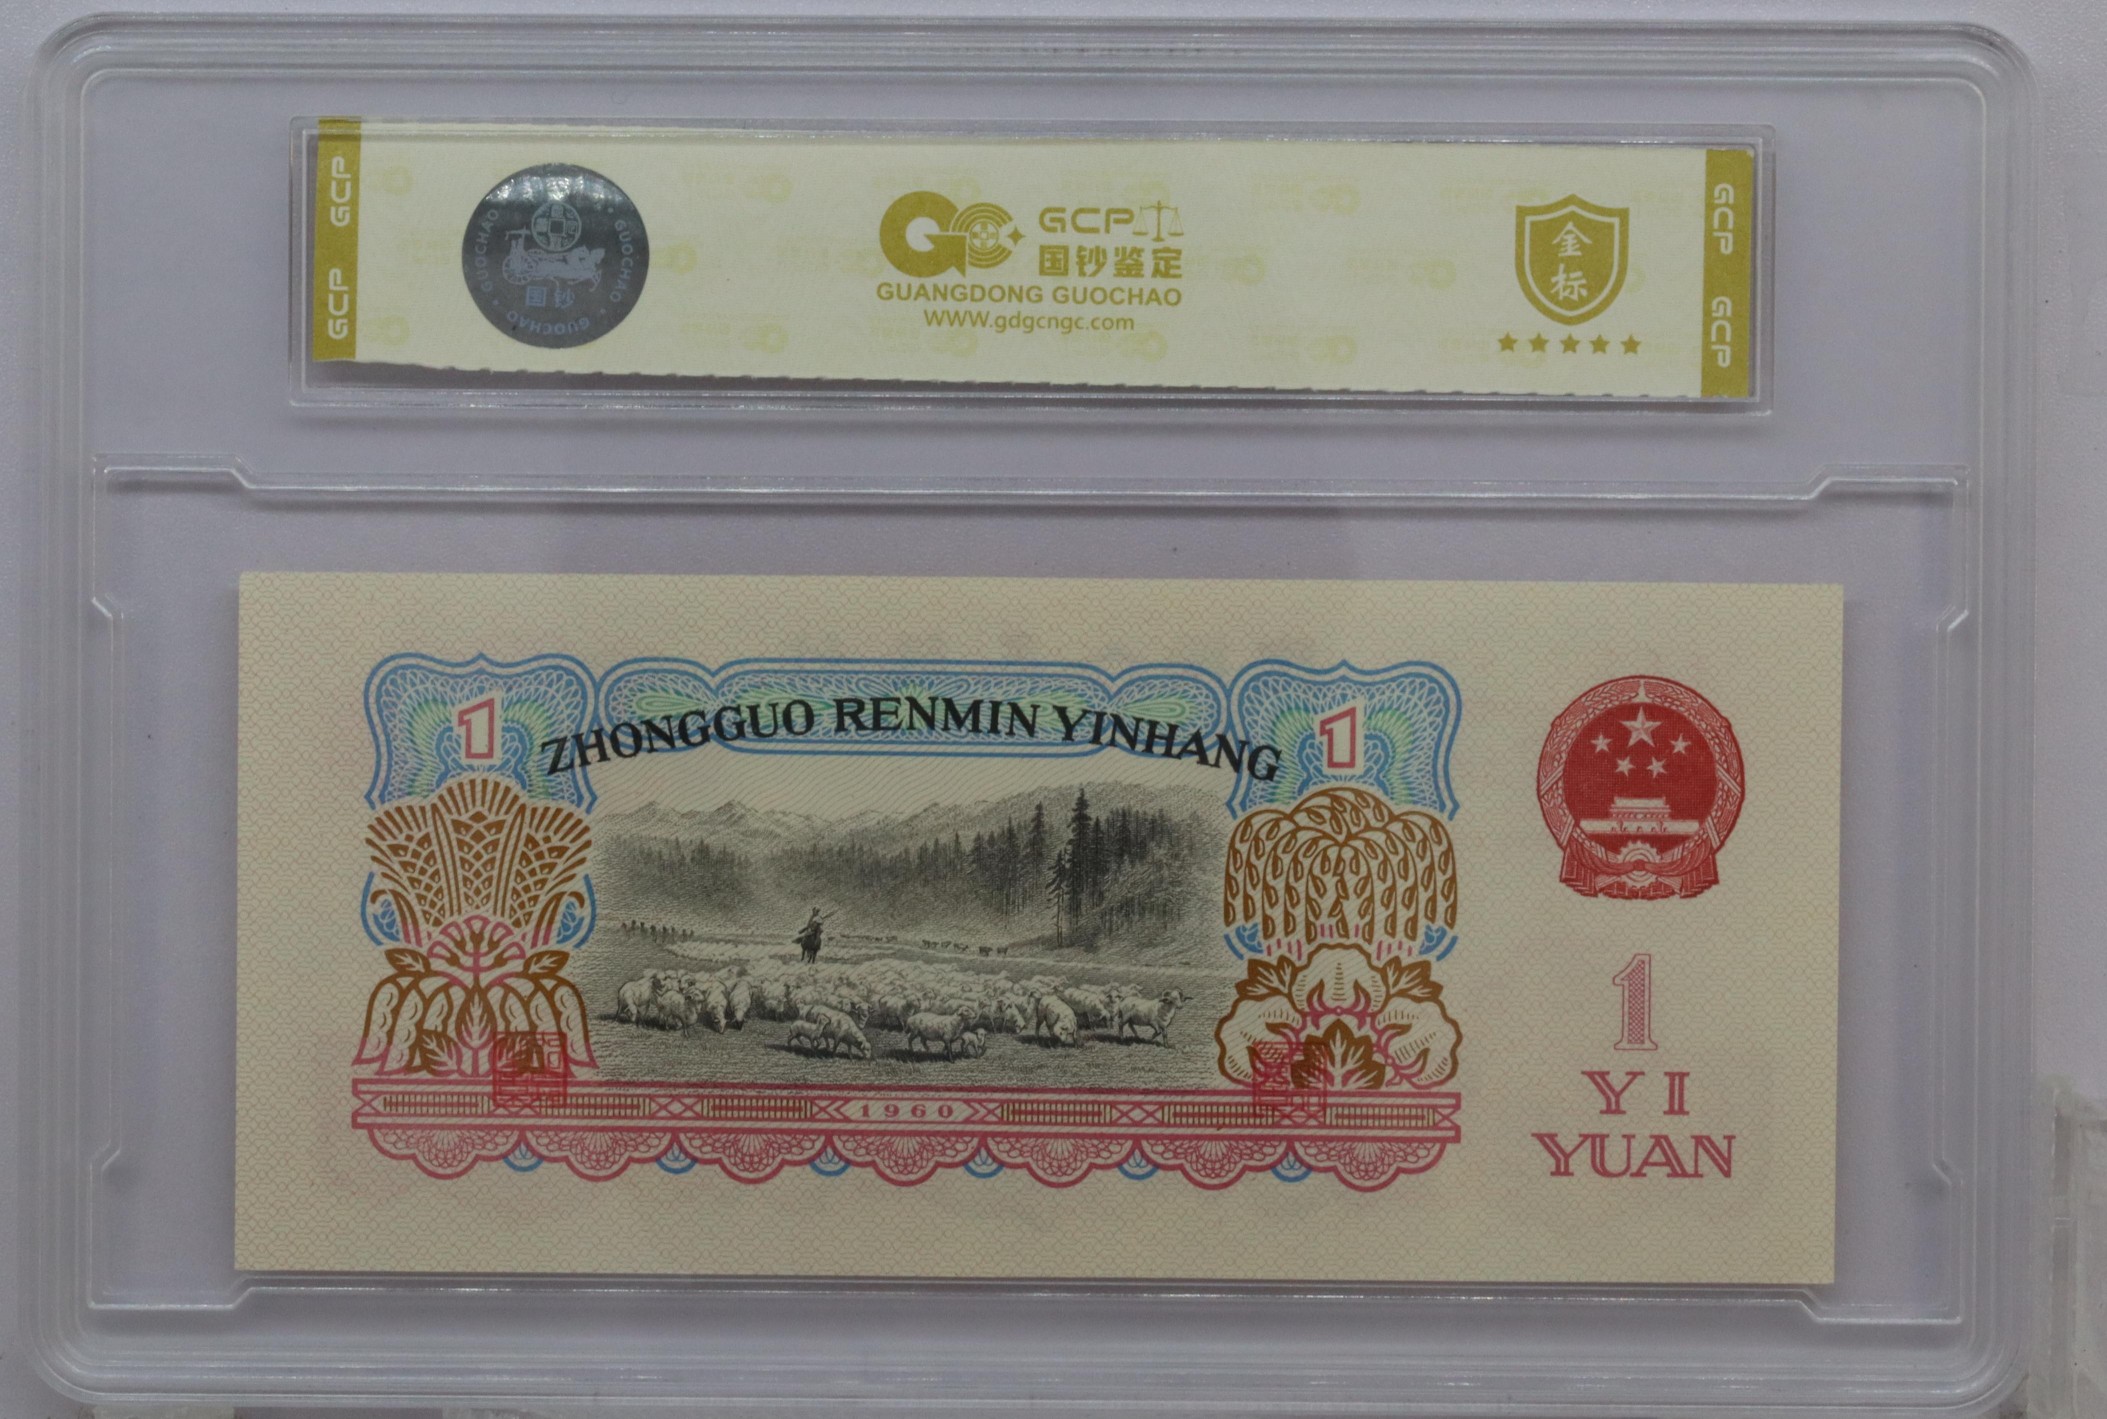 GCP GCP
GUOCHAO · GUOCHAO · GUOCHAO
国钞
GCP
国钞鉴定
GUANGDONG GUOCHAO
WWW.gdgcngc.com
金标
GCP GCP
1
ZHONGGUO RENMIN YINHANG
1
1960
1
YI
YUAN